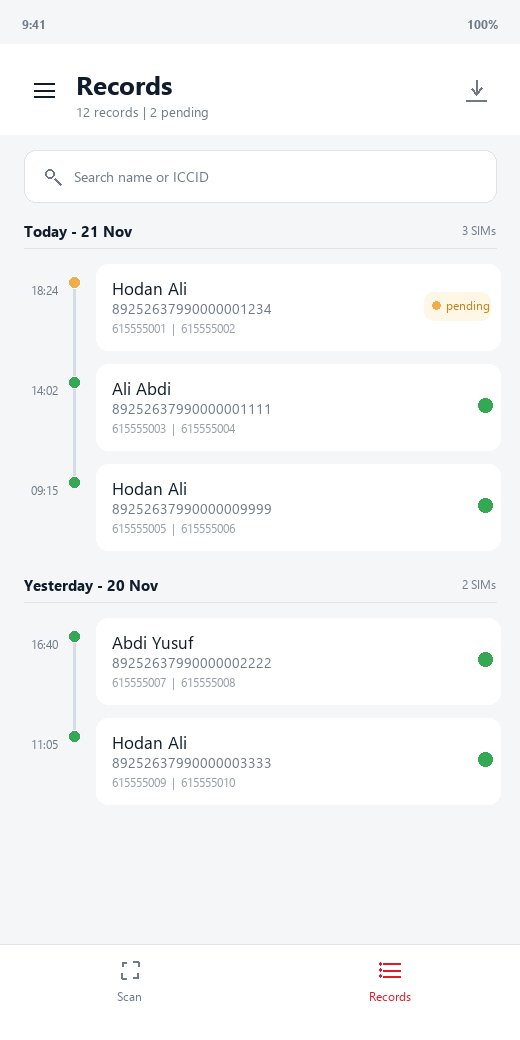 9:41 100%
Records
12 records | 2 pending
Search name or ICCID
Today - 21 Nov 3 SIMs
18:24
Hodan Ali
89252637990000001234
615555001 | 615555002
pending
14:02
Ali Abdi
89252637990000001111
615555003 | 615555004
09:15
Hodan Ali
89252637990000009999
615555005 | 615555006
Yesterday - 20 Nov 2 SIMs
16:40
Abdi Yusuf
89252637990000002222
615555007 | 615555008
11:05
Hodan Ali
89252637990000003333
615555009 | 615555010
Scan Records